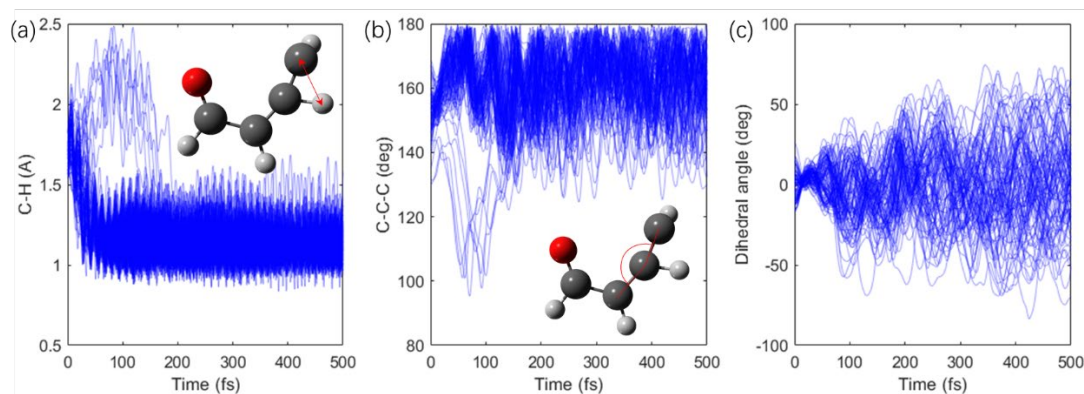 (a)
2.5
2
1.5
1
0.5
C-H (A)
0 100 200 300 400 500
Time (fs)
(b)
180
160
140
120
100
80
C-C-C (deg)
0 100 200 300 400 500
Time (fs)
(c)
100
50
0
-50
-100
Dihedral angle (deg)
0 100 200 300 400 500
Time (fs)